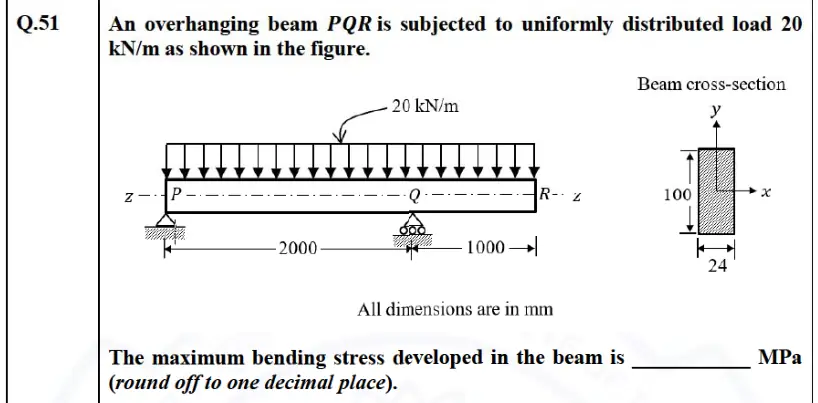 Q.51 An overhanging beam PQR is subjected to uniformly distributed load 20
kN/m as shown in the figure.
Beam cross-section
20 kN/m
y
z P Q R z
100 x
2000 1000
24
All dimensions are in mm
The maximum bending stress developed in the beam is ________ MPa
(round off to one decimal place).